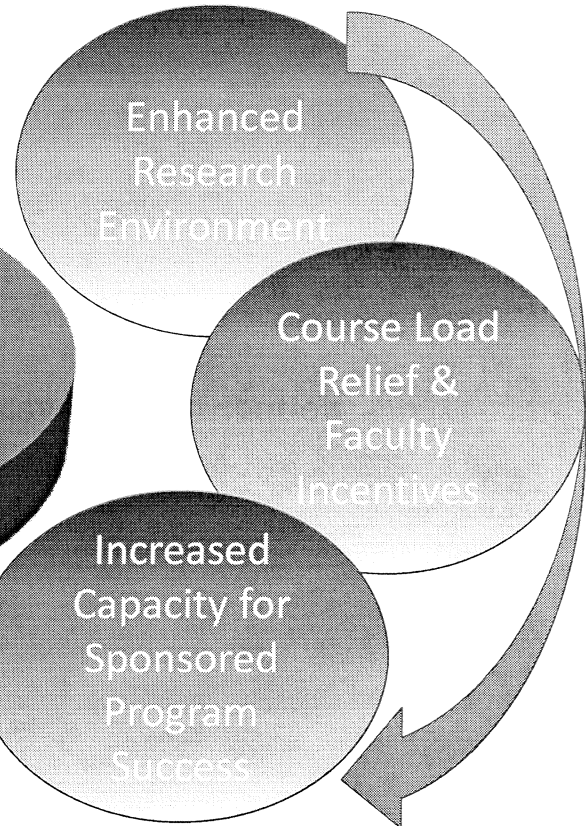 Enhanced
Research
Environment
Course Load
Relief &
Faculty
Incentives
Increased
Capacity for
Sponsored
Program
Success